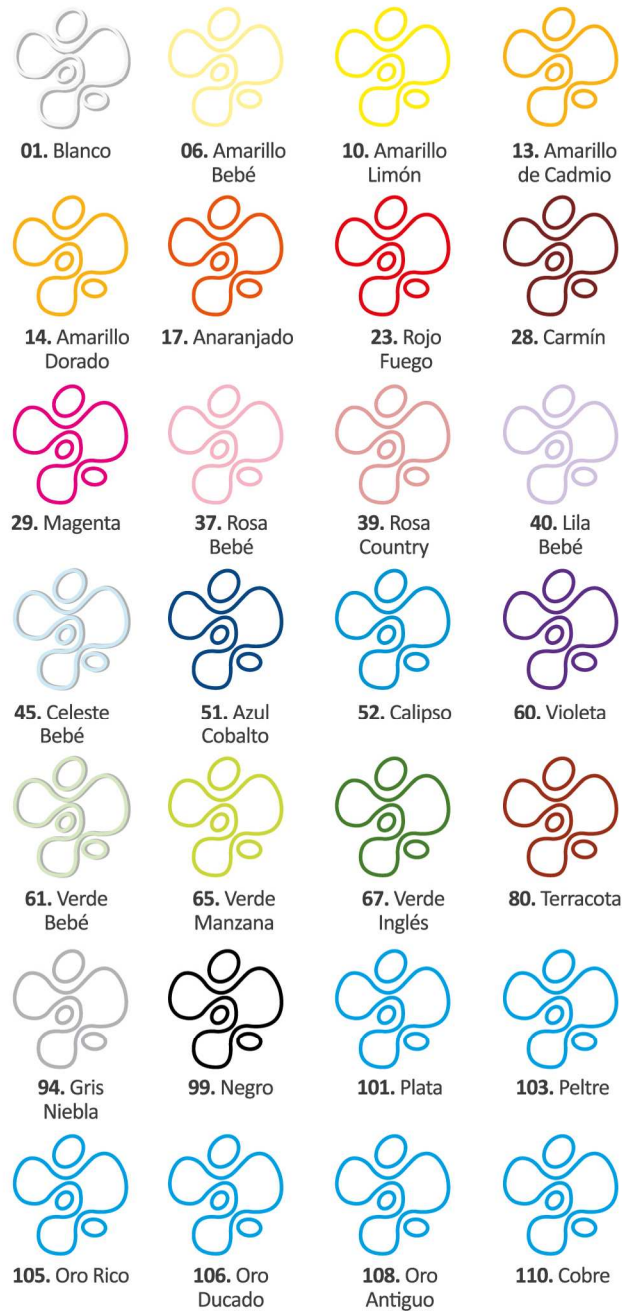 01. Blanco
06. Amarillo
Bebé
10. Amarillo
Limón
13. Amarillo
de Cadmio
14. Amarillo
Dorado
17. Anaranjado
23. Rojo
Fuego
28. Carmín
29. Magenta
37. Rosa
Bebé
39. Rosa
Country
40. Lila
Bebé
45. Celeste
Bebé
51. Azul
Cobalto
52. Calipso
60. Violeta
61. Verde
Bebé
65. Verde
Manzana
67. Verde
Inglés
80. Terracota
94. Gris
Niebla
99. Negro
101. Plata
103. Peltre
105. Oro Rico
106. Oro
Ducado
108. Oro
Antiguo
110. Cobre